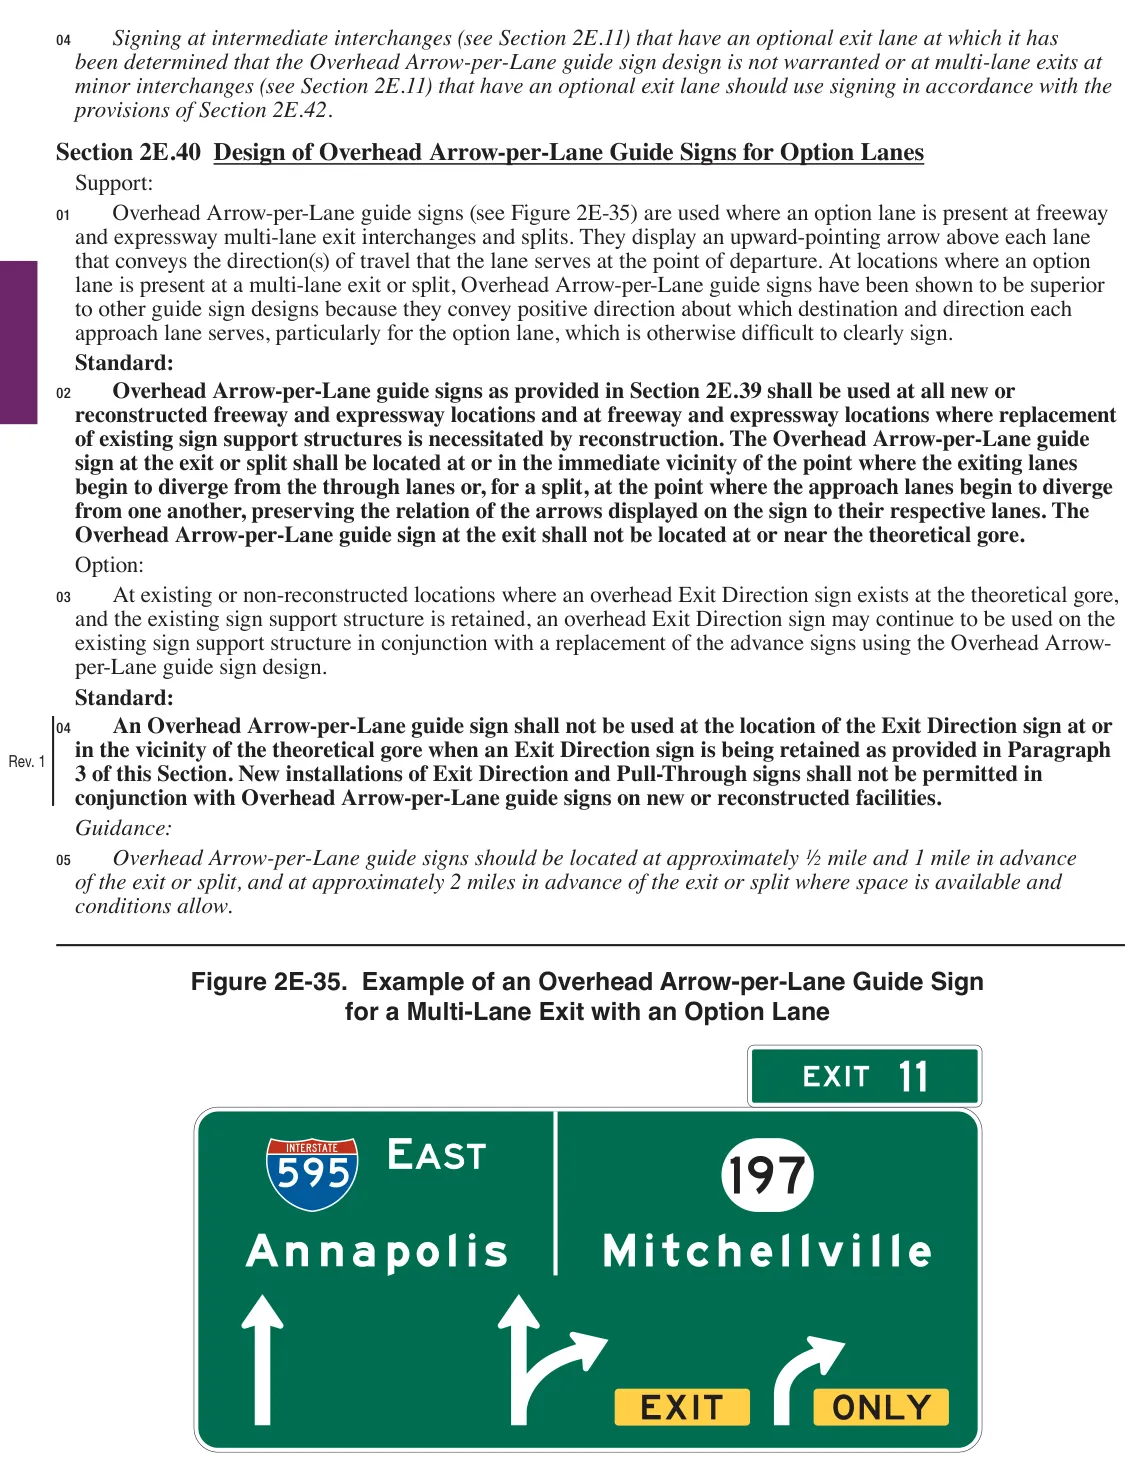 04 Signing at intermediate interchanges (see Section 2E.11) that have an optional exit lane at which it has
been determined that the Overhead Arrow-per-Lane guide sign design is not warranted or at multi-lane exits at
minor interchanges (see Section 2E.11) that have an optional exit lane should use signing in accordance with the
provisions of Section 2E.42.
Section 2E.40 Design of Overhead Arrow-per-Lane Guide Signs for Option Lanes
Support:
01 Overhead Arrow-per-Lane guide signs (see Figure 2E-35) are used where an option lane is present at freeway
and expressway multi-lane exit interchanges and splits. They display an upward-pointing arrow above each lane
that conveys the direction(s) of travel that the lane serves at the point of departure. At locations where an option
lane is present at a multi-lane exit or split, Overhead Arrow-per-Lane guide signs have been shown to be superior
to other guide sign designs because they convey positive direction about which destination and direction each
approach lane serves, particularly for the option lane, which is otherwise difficult to clearly sign.
Standard:
02 Overhead Arrow-per-Lane guide signs as provided in Section 2E.39 shall be used at all new or
reconstructed freeway and expressway locations and at freeway and expressway locations where replacement
of existing sign support structures is necessitated by reconstruction. The Overhead Arrow-per-Lane guide
sign at the exit or split shall be located at or in the immediate vicinity of the point where the exiting lanes
begin to diverge from the through lanes or, for a split, at the point where the approach lanes begin to diverge
from one another, preserving the relation of the arrows displayed on the sign to their respective lanes. The
Overhead Arrow-per-Lane guide sign at the exit shall not be located at or near the theoretical gore.
Option:
03 At existing or non-reconstructed locations where an overhead Exit Direction sign exists at the theoretical gore,
and the existing sign support structure is retained, an overhead Exit Direction sign may continue to be used on the
existing sign support structure in conjunction with a replacement of the advance signs using the Overhead Arrow-
per-Lane guide sign design.
Standard:
04 An Overhead Arrow-per-Lane guide sign shall not be used at the location of the Exit Direction sign at or
in the vicinity of the theoretical gore when an Exit Direction sign is being retained as provided in Paragraph
Rev. 1
3 of this Section. New installations of Exit Direction and Pull-Through signs shall not be permitted in
conjunction with Overhead Arrow-per-Lane guide signs on new or reconstructed facilities.
Guidance:
05 Overhead Arrow-per-Lane guide signs should be located at approximately ½ mile and 1 mile in advance
of the exit or split, and at approximately 2 miles in advance of the exit or split where space is available and
conditions allow.
Figure 2E-35. Example of an Overhead Arrow-per-Lane Guide Sign
for a Multi-Lane Exit with an Option Lane
EXIT 11
INTERSTATE
595
EAST
197
Annapolis
Mitchellville
EXIT
ONLY